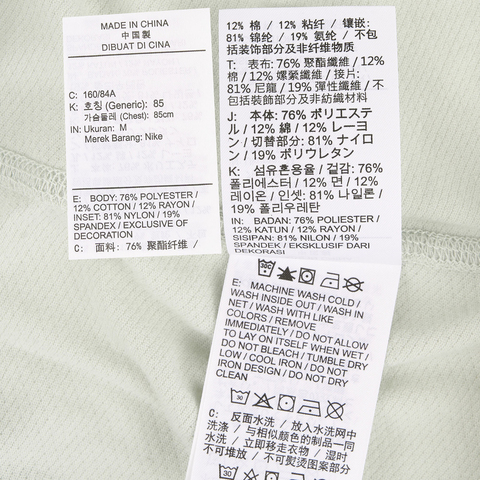 MADE IN CHINA
中国製
DIBUAT DI CINA
C: 160/84A
K: 호칭 (Generic): 85
가슴둘레 (Chest): 85cm
IN: Ukuran: M
Merek Barang: Nike
E: BODY: 76% POLYESTER /
12% COTTON / 12% RAYON /
INSET: 81% NYLON / 19%
SPANDEX / EXCLUSIVE OF
DECORATION
C: 面料: 76% 聚酯纤维 /
12% 棉 / 12% 粘纤 / 镶嵌:
81% 锦纶 / 19% 氨纶 / 不包
括装饰部分及非纤维物质
T: 表布: 76% 聚酯纖維 / 12%
棉 / 12% 嫘縈纖維 / 接片:
81% 尼龍 / 19% 彈性纖維 / 不
包括裝飾部分及非紡織材料
J: 本体: 76% ポリエステ
ル / 12% 綿 / 12% レーヨ
ン / 切替部分: 81% ナイロ
ン / 19% ポリウレタン
K: 섬유혼용율 / 겉감: 76%
폴리에스터 / 12% 면 / 12%
레이온 / 인셋: 81% 나일론 /
19% 폴리우레탄
IN: BADAN: 76% POLIESTER /
12% KATUN / 12% RAYON /
SISIPAN: 81% NILON / 19%
SPANDEK / EKSKLUSIF DARI
DEKORASI
E: MACHINE WASH COLD /
WASH INSIDE OUT / WASH IN
NET / WASH WITH LIKE
COLORS / REMOVE
IMMEDIATELY / DO NOT ALLOW
TO LAY ON ITSELF WHEN WET /
DO NOT BLEACH / TUMBLE DRY
LOW / COOL IRON / DO NOT
IRON DESIGN / DO NOT DRY
CLEAN
C: 反面水洗 / 放入水洗网中
洗涤 / 与相似颜色的制品一同
水洗 / 立即移走衣物 / 湿时
不可堆放 / 不可熨烫图案部分